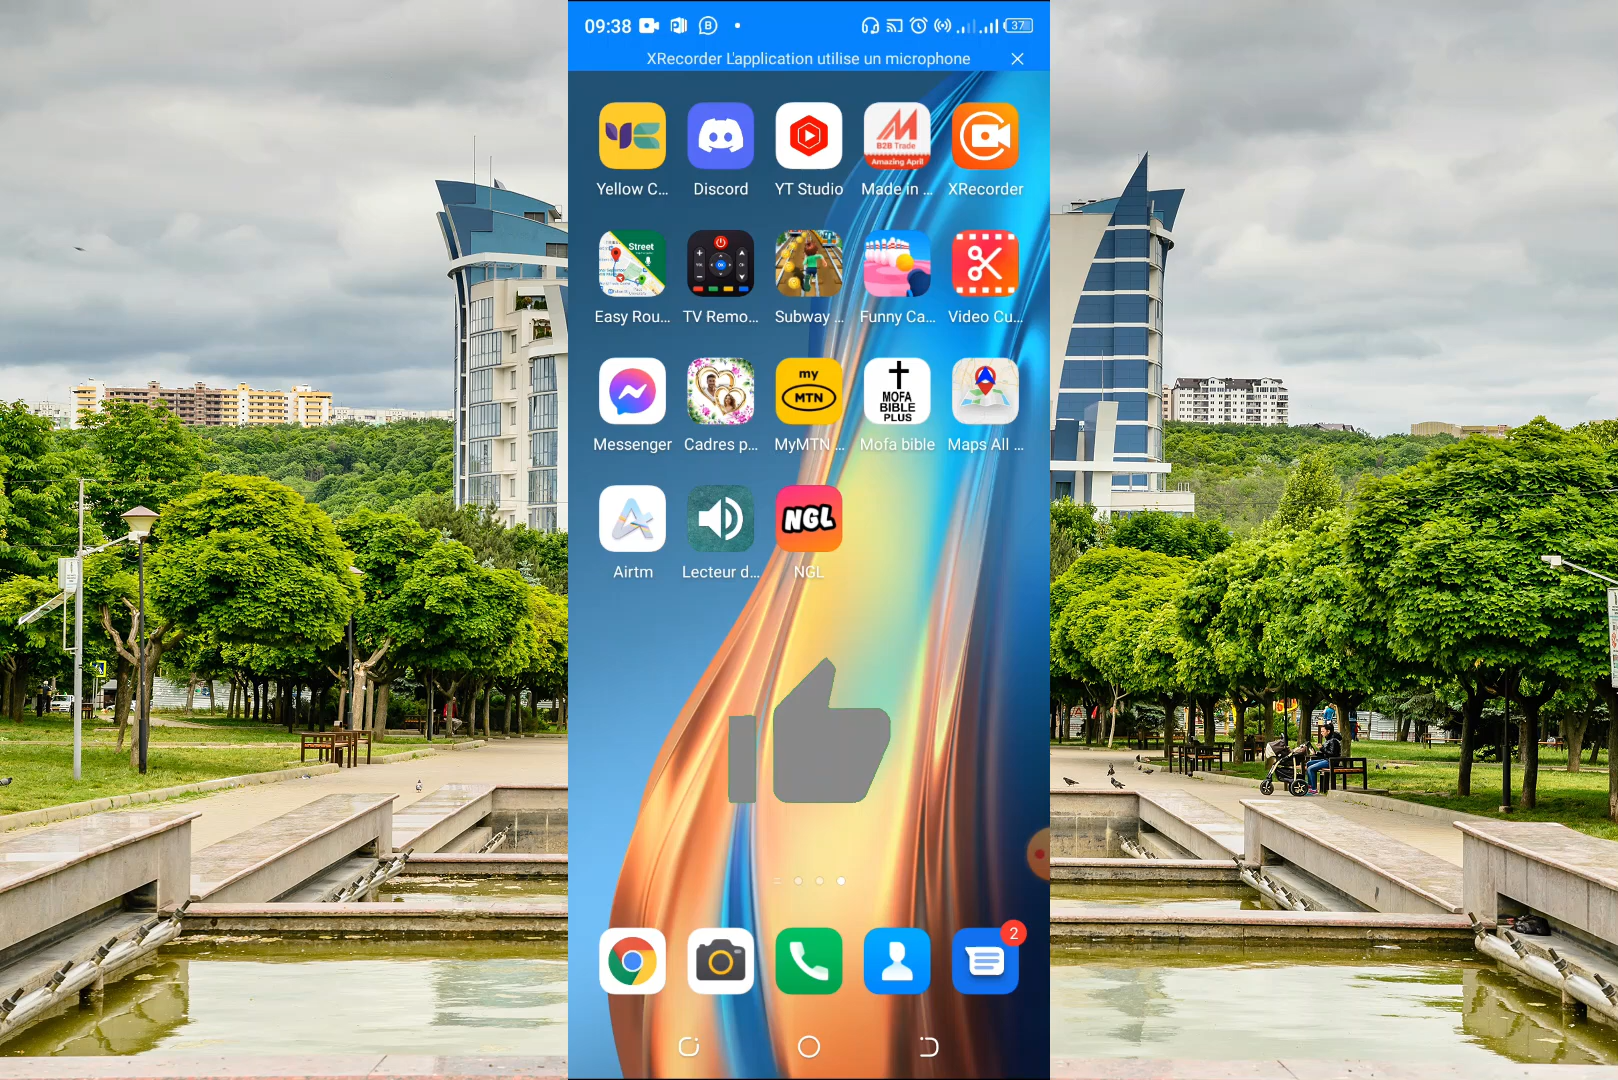 09:38
37
XRecorder L'application utilise un microphone
B2B Trade
Amazing April
Yellow C...
Discord
YT Studio
Made in ...
XRecorder
Street
OK
Easy Rou...
TV Remo...
Subway ...
Funny Ca...
Video Cu...
my
MTN
MOFA
BIBLE
PLUS
Messenger
Cadres p...
MyMTN ...
Mofa bible
Maps All ...
NGL
Airtm
Lecteur d...
NGL
2